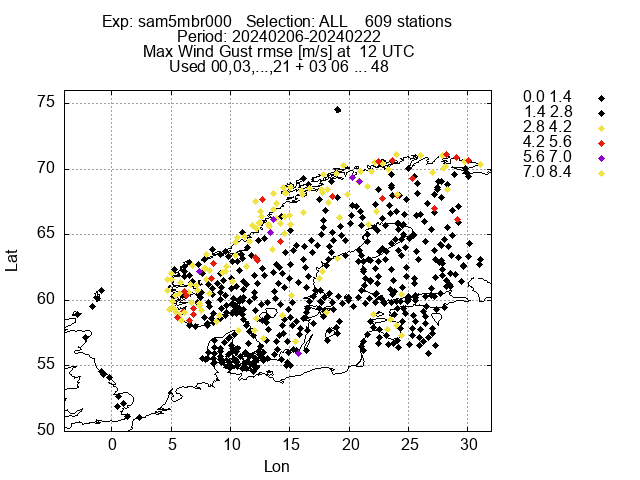 Exp: sam5mbr000   Selection: ALL    609 stations
Period: 20240206-20240222
Max Wind Gust rmse [m/s] at  12 UTC
Used 00,03,...,21 + 03 06 ... 48
0.0 1.4
1.4 2.8
2.8 4.2
4.2 5.6
5.6 7.0
7.0 8.4
75
70
65
60
55
50
Lat
0 5 10 15 20 25 30
Lon